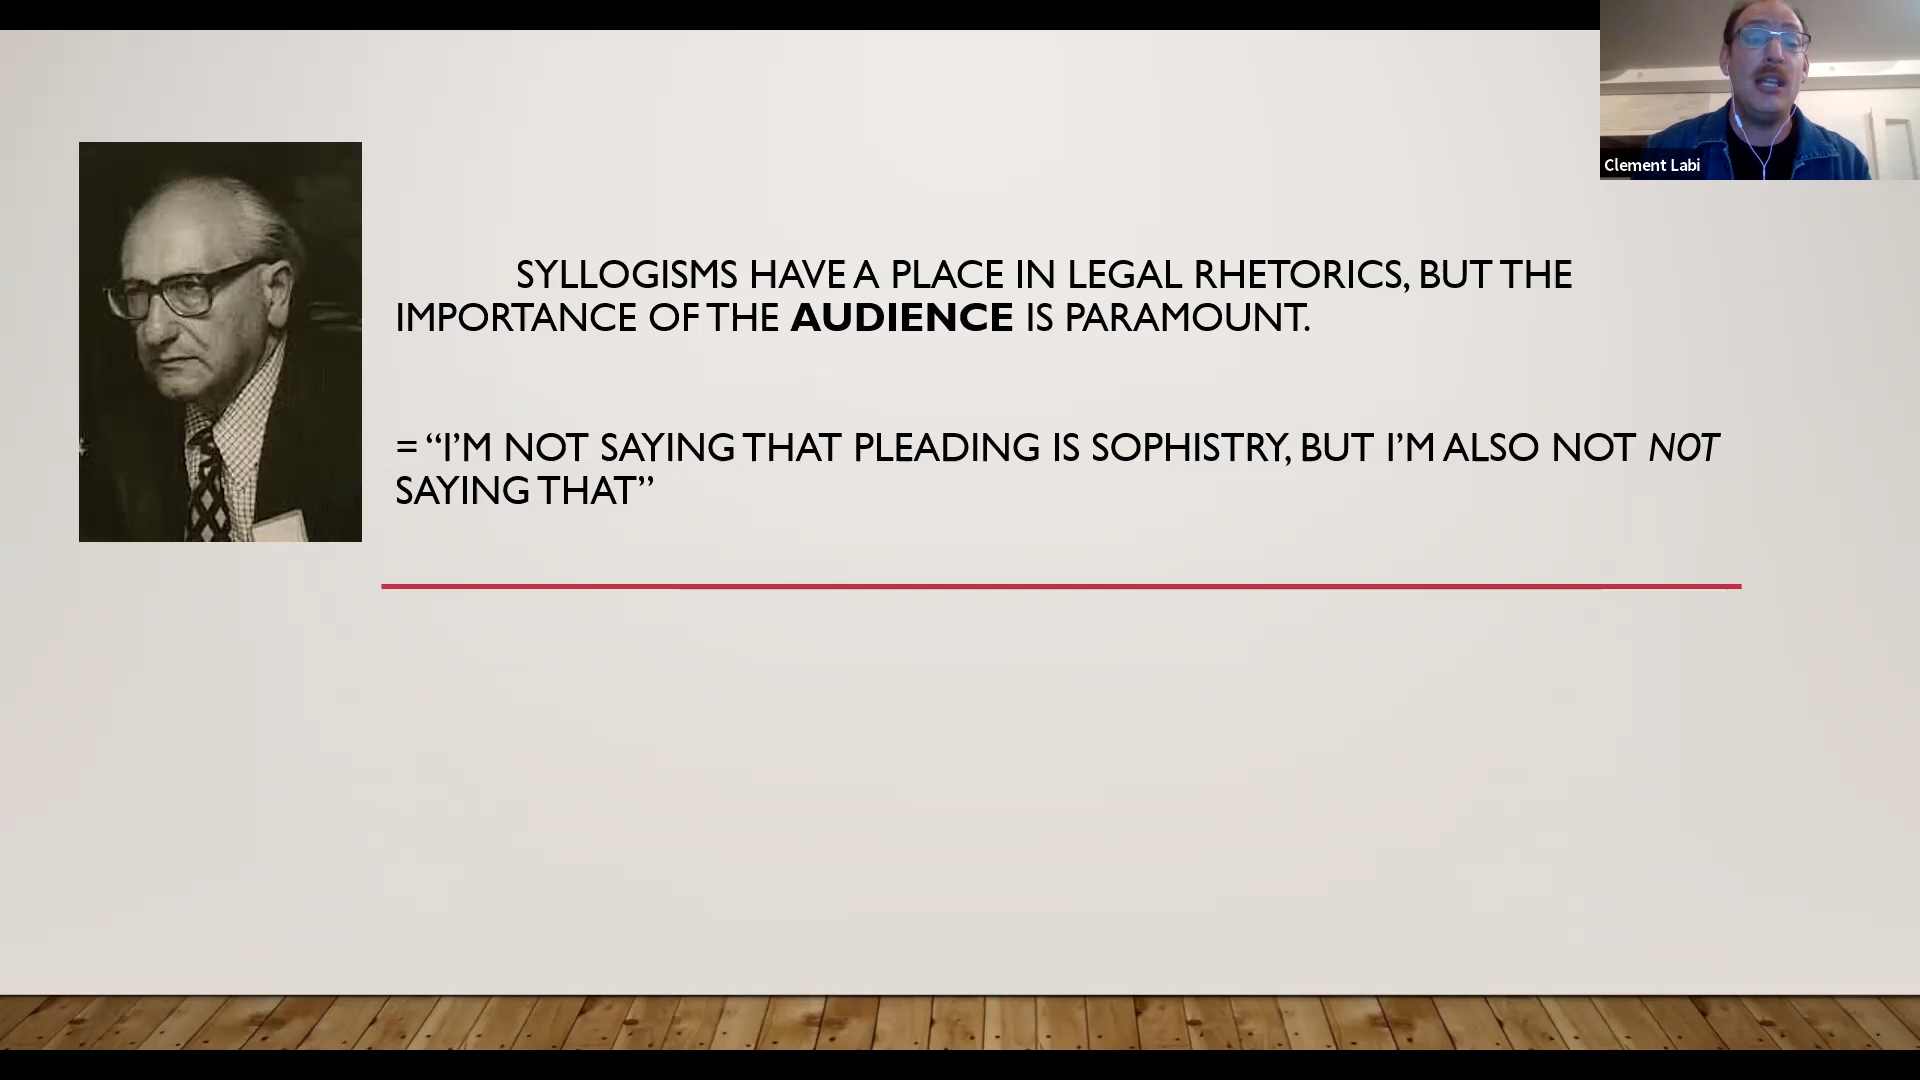 Clement Labi
SYLLOGISMS HAVE A PLACE IN LEGAL RHETORICS, BUT THE
IMPORTANCE OF THE AUDIENCE IS PARAMOUNT.
= “I’M NOT SAYING THAT PLEADING IS SOPHISTRY, BUT I’M ALSO NOT NOT
SAYING THAT”